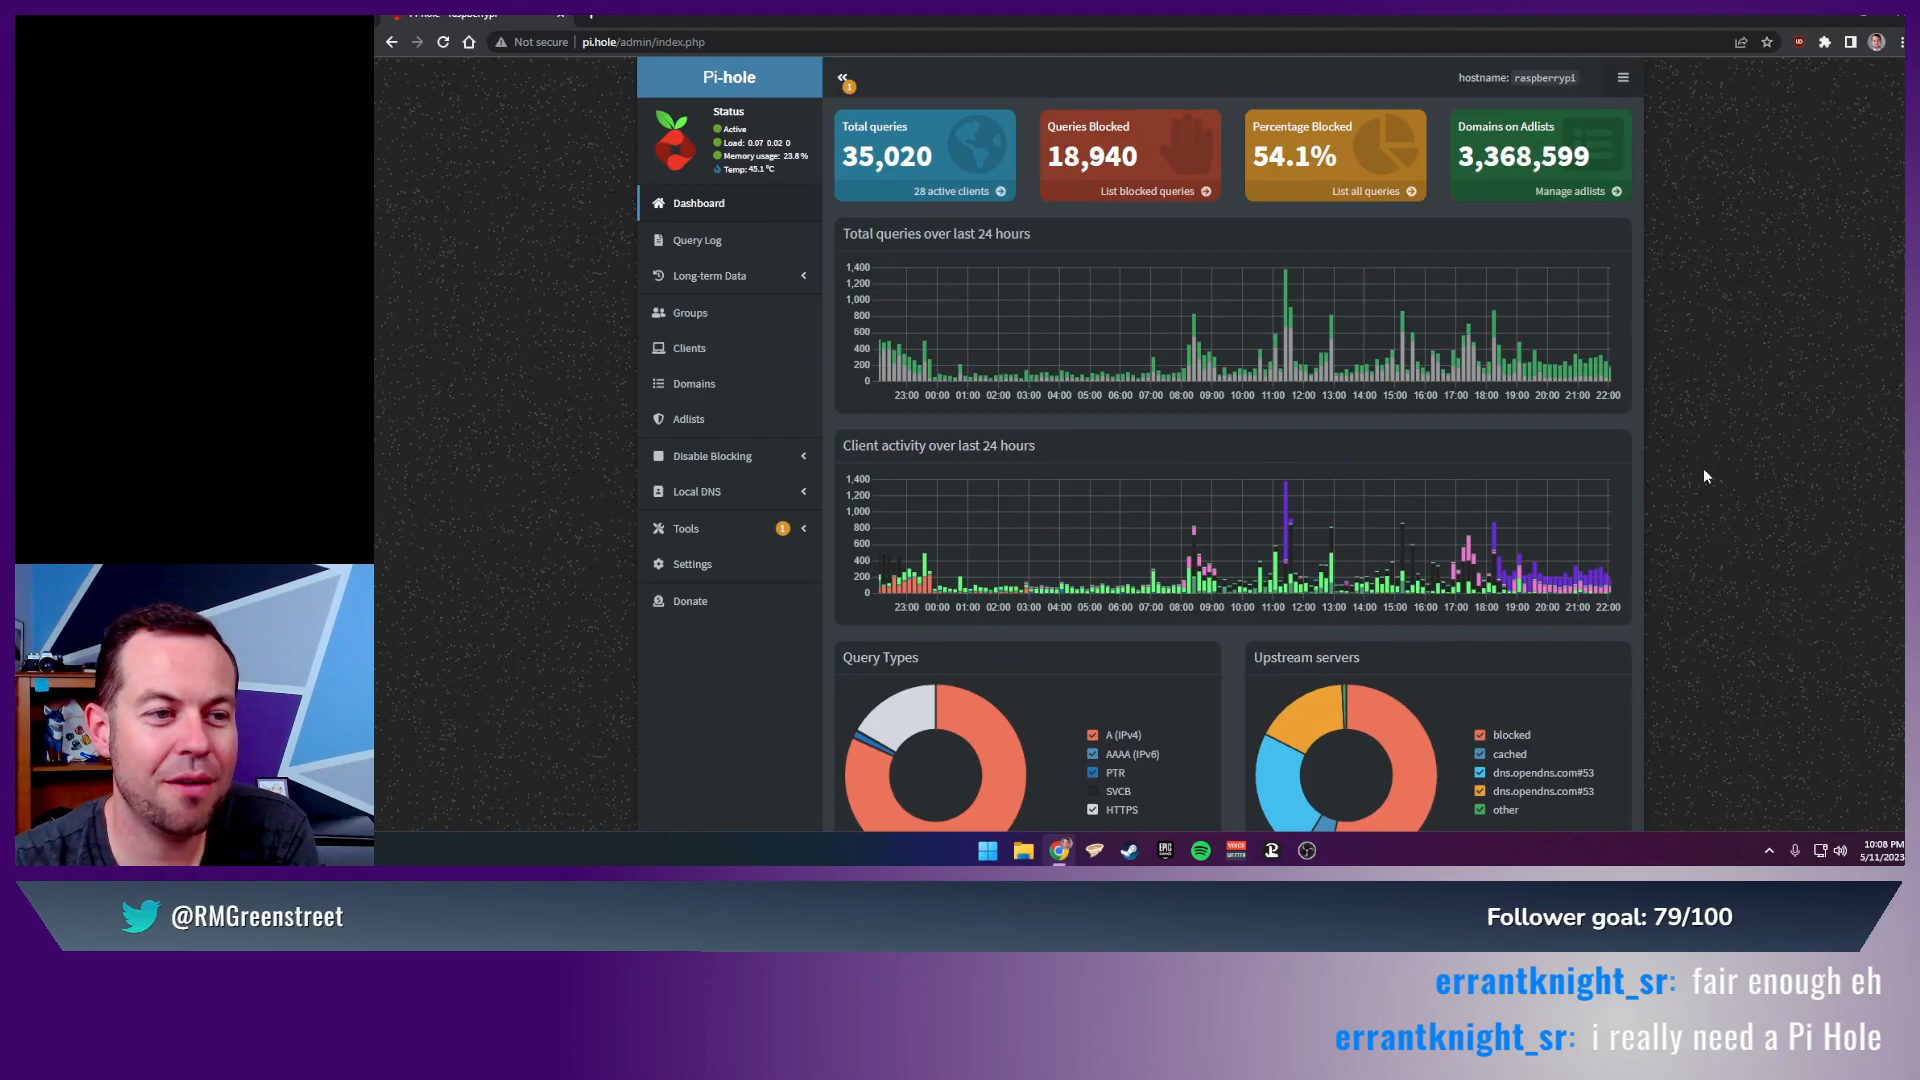 Not secure | pi.hole/admin/index.php
Pi-hole
1
hostname: raspberrypi
Status
Active
Load: 0.07 0.02 0
Memory usage: 23.8 %
Temp: 45.1 °C
Total queries
35,020
28 active clients
Queries Blocked
18,940
List blocked queries
Percentage Blocked
54.1%
List all queries
Domains on Adlists
3,368,599
Manage adlists
Dashboard
Query Log
Long-term Data
Groups
Clients
Domains
Adlists
Disable Blocking
Local DNS
Tools 1
Settings
Donate
Total queries over last 24 hours
1,400
1,200
1,000
800
600
400
200
0
23:00 00:00 01:00 02:00 03:00 04:00 05:00 06:00 07:00 08:00 09:00 10:00 11:00 12:00 13:00 14:00 15:00 16:00 17:00 18:00 19:00 20:00 21:00 22:00
Client activity over last 24 hours
1,400
1,200
1,000
800
600
400
200
0
23:00 00:00 01:00 02:00 03:00 04:00 05:00 06:00 07:00 08:00 09:00 10:00 11:00 12:00 13:00 14:00 15:00 16:00 17:00 18:00 19:00 20:00 21:00 22:00
Query Types
A (IPv4)
AAAA (IPv6)
PTR
SVCB
HTTPS
Upstream servers
blocked
cached
dns.opendns.com#53
dns.opendns.com#53
other
EPIC
10:08 PM
5/11/2023
@RMGreenstreet
Follower goal: 79/100
errantknight_sr: fair enough eh
errantknight_sr: i really need a Pi Hole